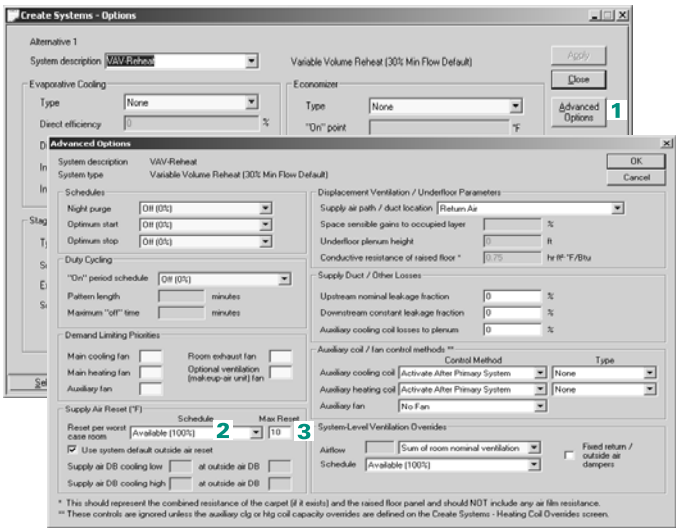 Create Systems - Options
Alternative 1
System description VAV-Reheat Variable Volume Reheat (30% Min Flow Default)
Apply
Close
Advanced Options 1
Evaporative Cooling
Type None
Direct efficiency 0 %
Economizer
Type None
"On" point °F
Advanced Options
System description VAV-Reheat
System type Variable Volume Reheat (30% Min Flow Default)
OK
Cancel
Schedules
Night purge Off (0%)
Optimum start Off (0%)
Optimum stop Off (0%)
Duty Cycling
"On" period schedule Off (0%)
Pattern length minutes
Maximum "off" time minutes
Demand Limiting Priorities
Main cooling fan Room exhaust fan
Main heating fan Optional ventilation (makeup-air unit) fan
Auxiliary fan
Supply Air Reset (°F)
Schedule Max Reset
Reset per worst case room Available (100%) 2 10 3
Use system default outside air reset
Supply air DB cooling low at outside air DB
Supply air DB cooling high at outside air DB
Displacement Ventilation / Underfloor Parameters
Supply air path / duct location Return Air
Space sensible gains to occupied layer %
Underfloor plenum height 0 ft
Conductive resistance of raised floor * 0.75 hr·ft²·°F/Btu
Supply Duct / Other Losses
Upstream nominal leakage fraction 0 %
Downstream constant leakage fraction 0 %
Auxiliary cooling coil losses to plenum 0 %
Auxiliary coil / fan control methods **
Control Method Type
Auxiliary cooling coil Activate After Primary System None
Auxiliary heating coil Activate After Primary System None
Auxiliary fan No Fan
System-Level Ventilation Overrides
Airflow Sum of room nominal ventilation
Schedule Available (100%)
Fixed return / outside air dampers
* This should represent the combined resistance of the carpet (if it exists) and the raised floor panel and should NOT include any air film resistance.
** These controls are ignored unless the auxiliary clg or htg coil capacity overrides are defined on the Create Systems - Heating Coil Overrides screen.